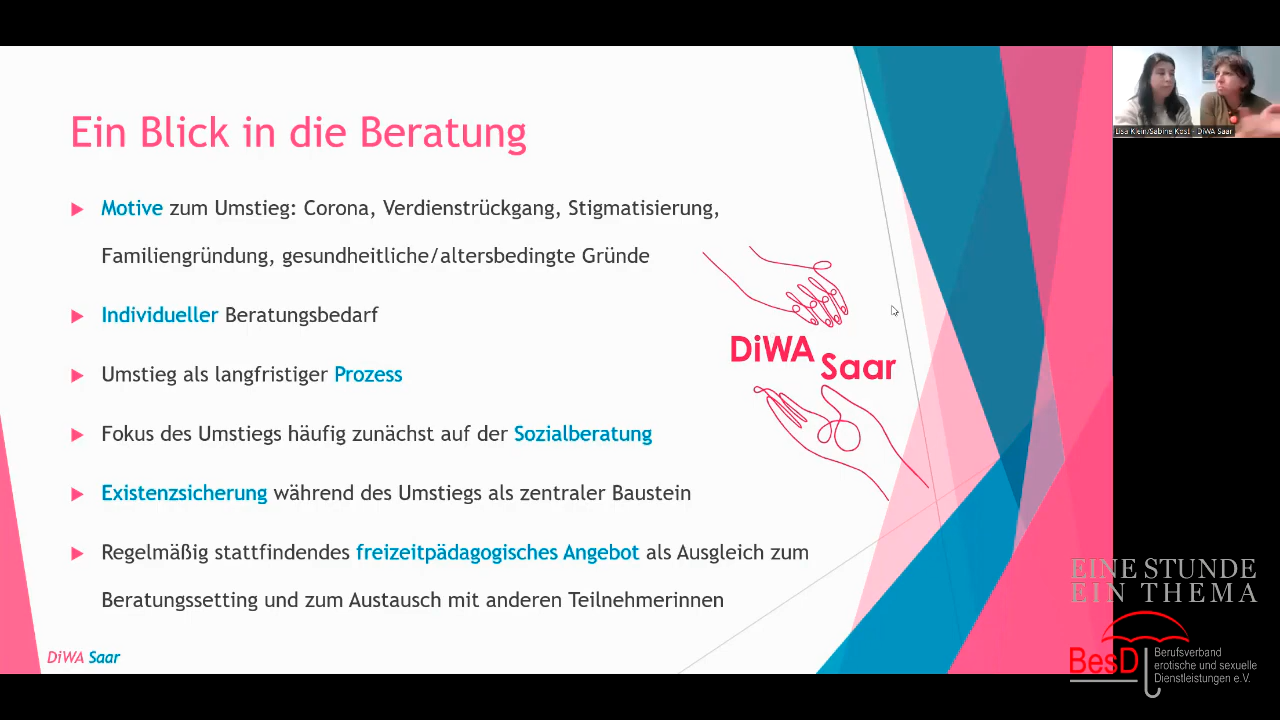 Ein Blick in die Beratung
Motive zum Umstieg: Corona, Verdienstrückgang, Stigmatisierung,
Familiengründung, gesundheitliche/altersbedingte Gründe
Individueller Beratungsbedarf
Umstieg als langfristiger Prozess
Fokus des Umstiegs häufig zunächst auf der Sozialberatung
Existenzsicherung während des Umstiegs als zentraler Baustein
Regelmäßig stattfindendes freizeitpädagogisches Angebot als Ausgleich zum
Beratungssetting und zum Austausch mit anderen Teilnehmerinnen
DiWA Saar
DiWA Saar
Lisa Klein/Sabine Kost - DiWA Saar
EINE STUNDE
EIN THEMA
BesD
Berufsverband
erotische und sexuelle
Dienstleistungen e.V.